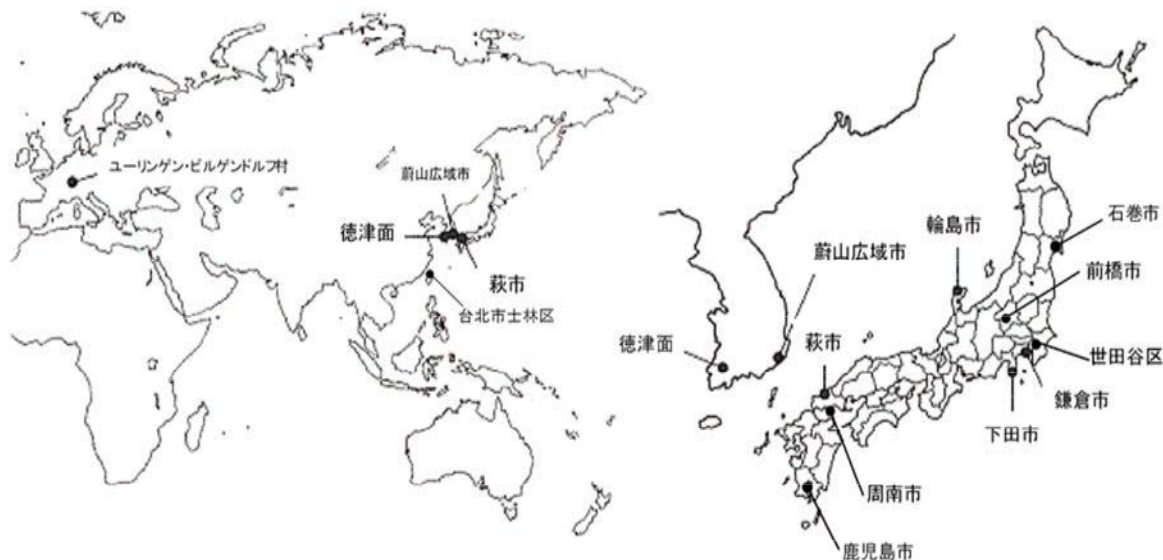 ユーリンゲン・ビルゲンドルフ村
蔚山広域市
徳津面
萩市
台北市士林区
輪島市
石巻市
前橋市
蔚山広域市
徳津面
萩市
世田谷区
鎌倉市
下田市
周南市
鹿児島市